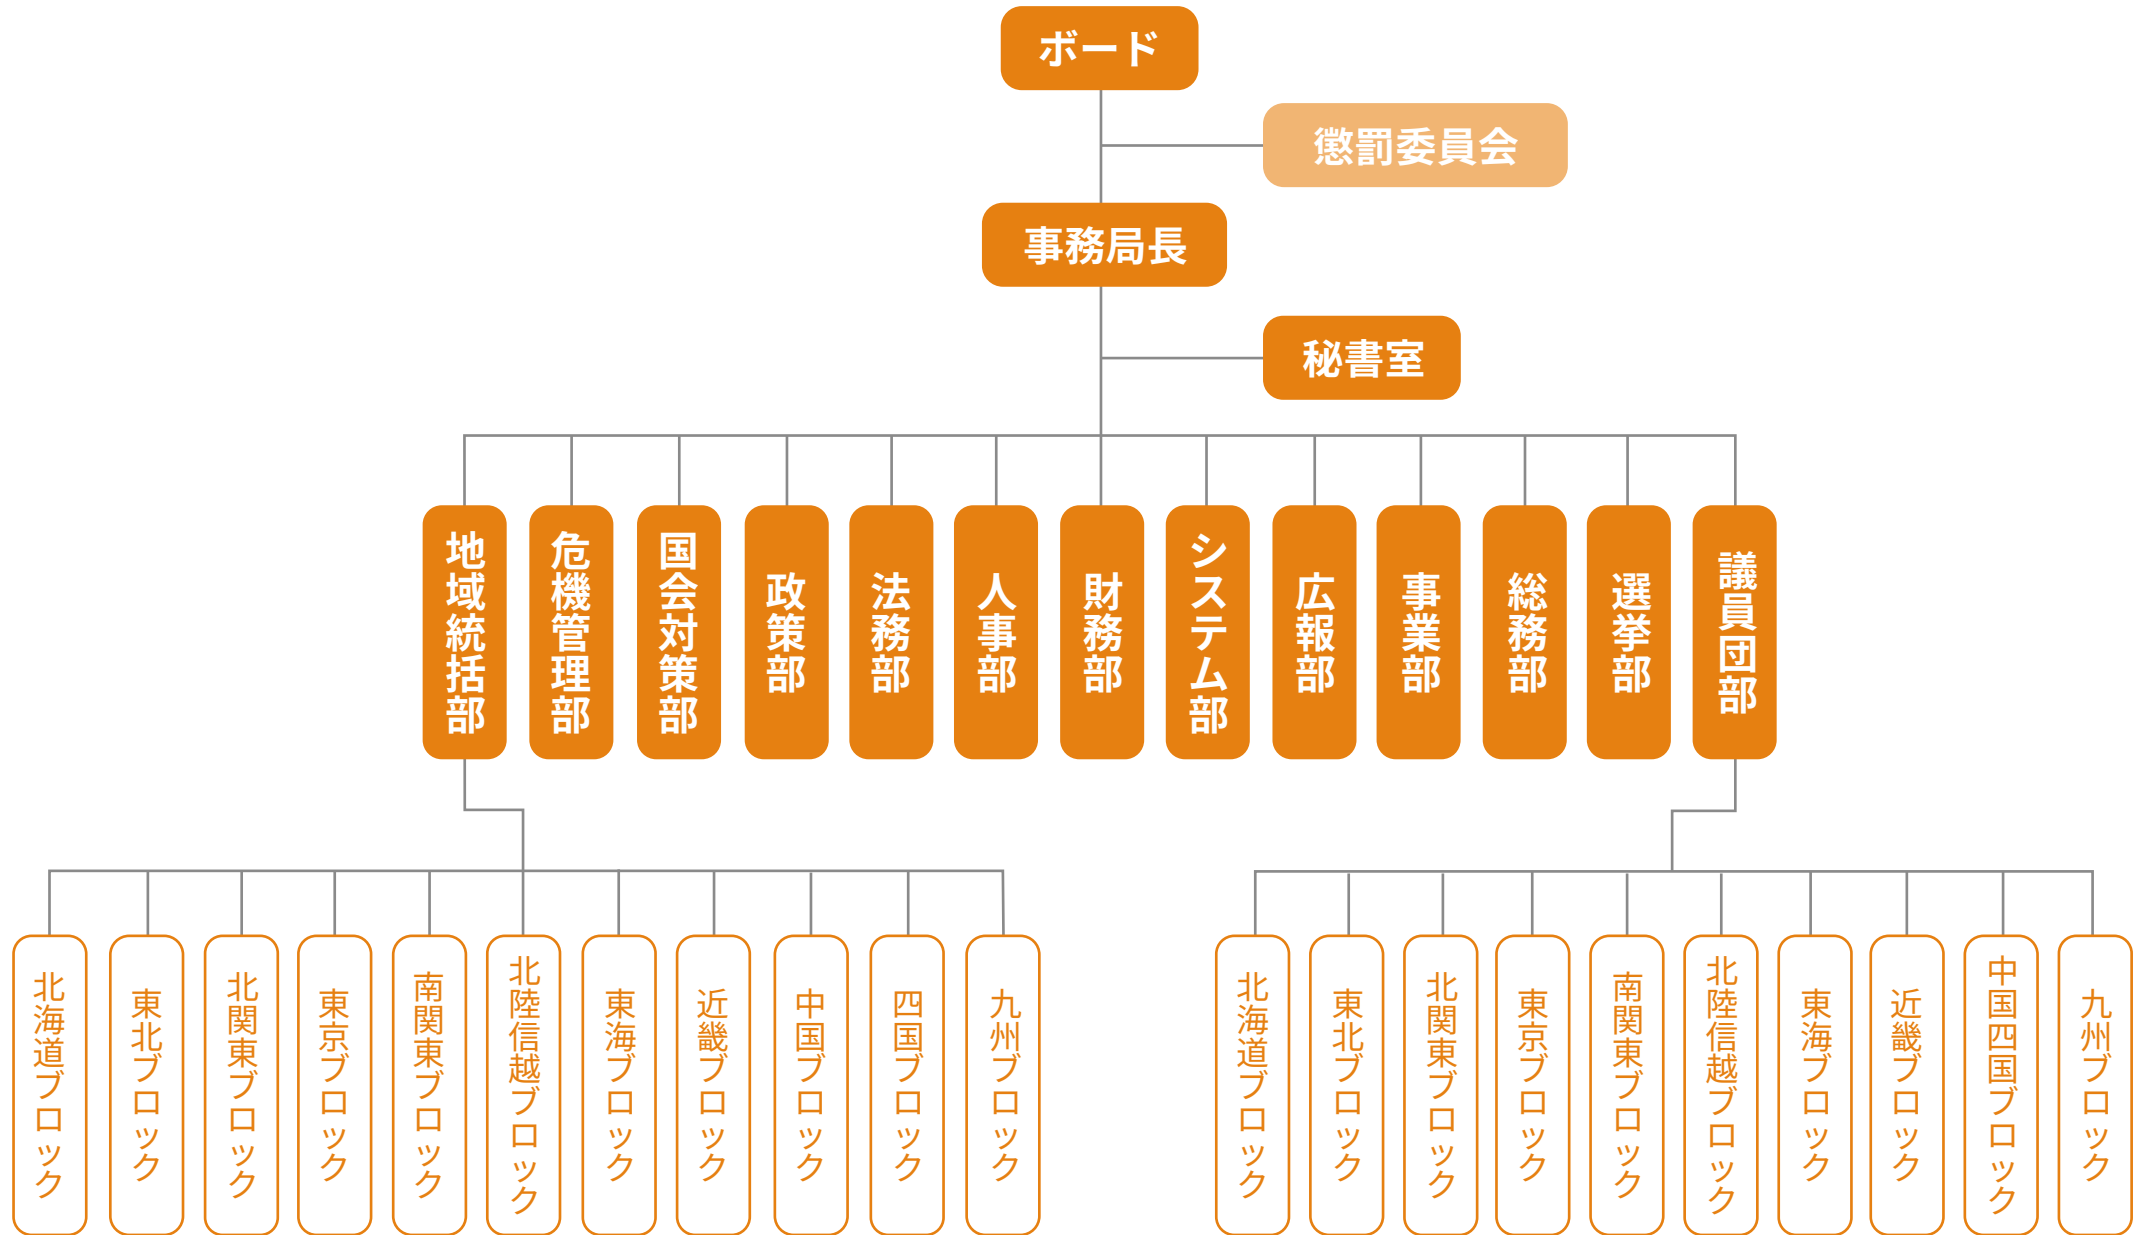 ボード
懲罰委員会
事務局長
秘書室
地域統括部
危機管理部
国会対策部
政策部
法務部
人事部
財務部
システム部
広報部
事業部
総務部
選挙部
議員団部
北海道ブロック
東北ブロック
北関東ブロック
東京ブロック
南関東ブロック
北陸信越ブロック
東海ブロック
近畿ブロック
中国ブロック
四国ブロック
九州ブロック
北海道ブロック
東北ブロック
北関東ブロック
東京ブロック
南関東ブロック
北陸信越ブロック
東海ブロック
近畿ブロック
中国四国ブロック
九州ブロック